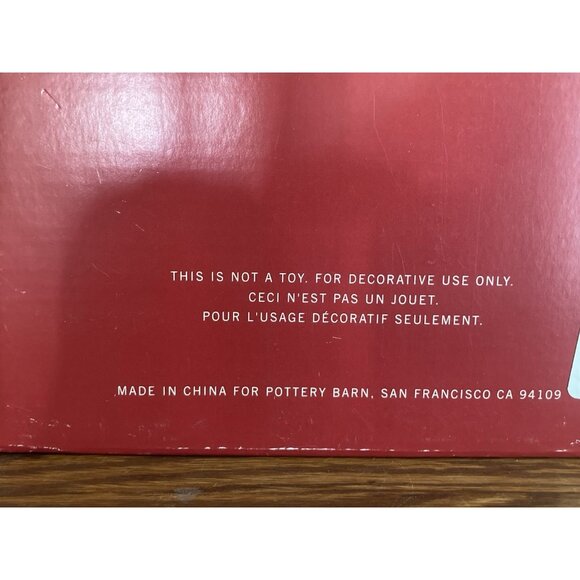 THIS IS NOT A TOY. FOR DECORATIVE USE ONLY.
CECI N'EST PAS UN JOUET.
POUR L'USAGE DÉCORATIF SEULEMENT.
MADE IN CHINA FOR POTTERY BARN, SAN FRANCISCO CA 94109